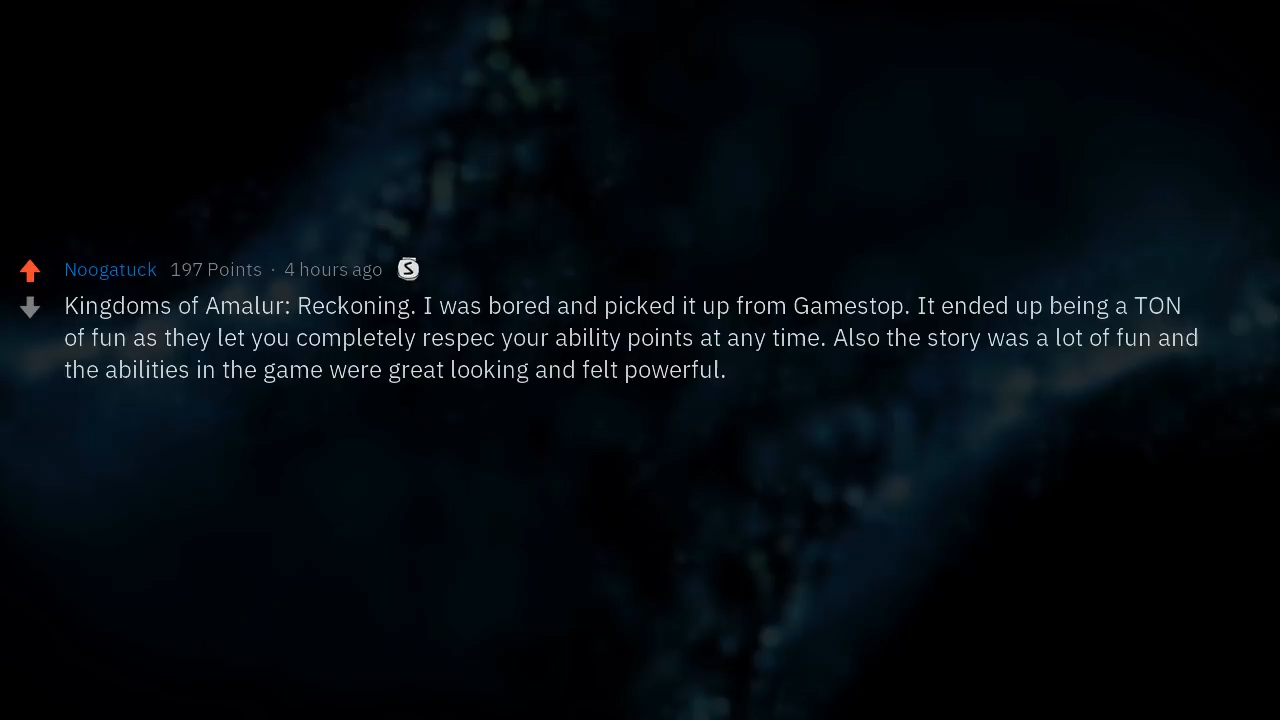 Noogatuck 197 Points · 4 hours ago S
Kingdoms of Amalur: Reckoning. I was bored and picked it up from Gamestop. It ended up being a TON
of fun as they let you completely respec your ability points at any time. Also the story was a lot of fun and
the abilities in the game were great looking and felt powerful.